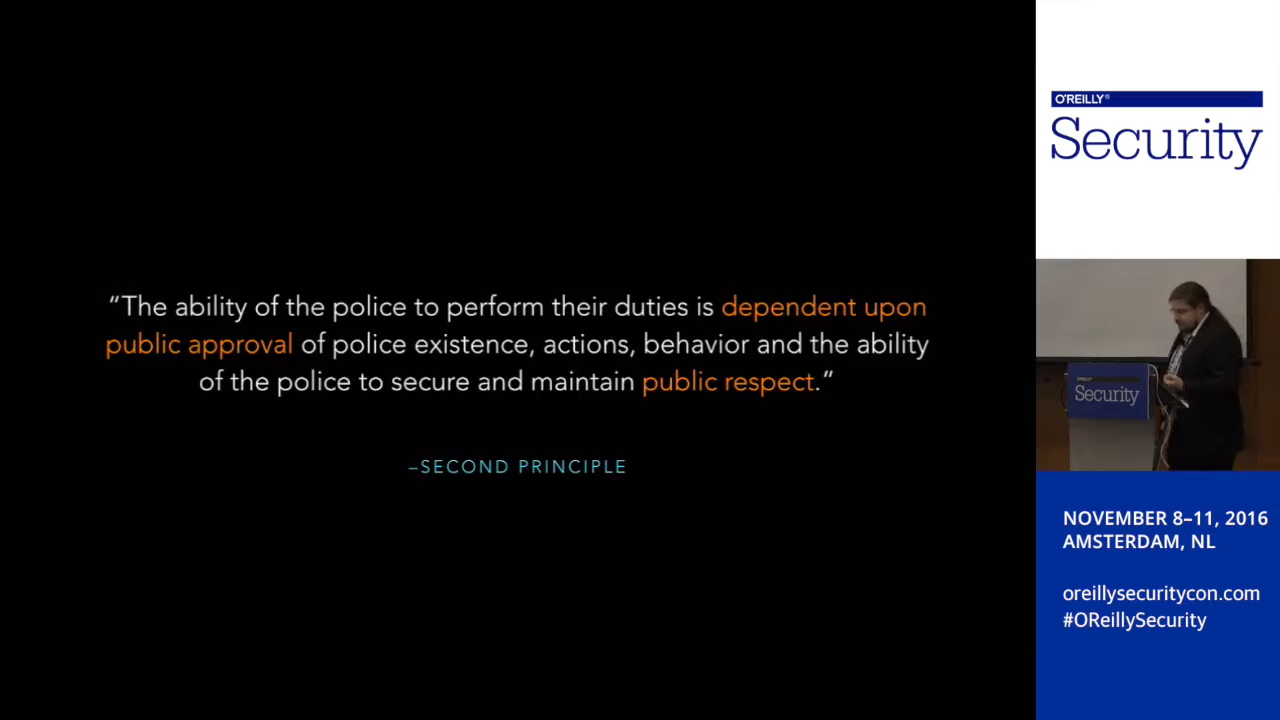 “The ability of the police to perform their duties is dependent upon
public approval of police existence, actions, behavior and the ability
of the police to secure and maintain public respect.”
–SECOND PRINCIPLE
O'REILLY®
Security
O'REILLY
Security
NOVEMBER 8–11, 2016
AMSTERDAM, NL
oreillysecuritycon.com
#OReillySecurity